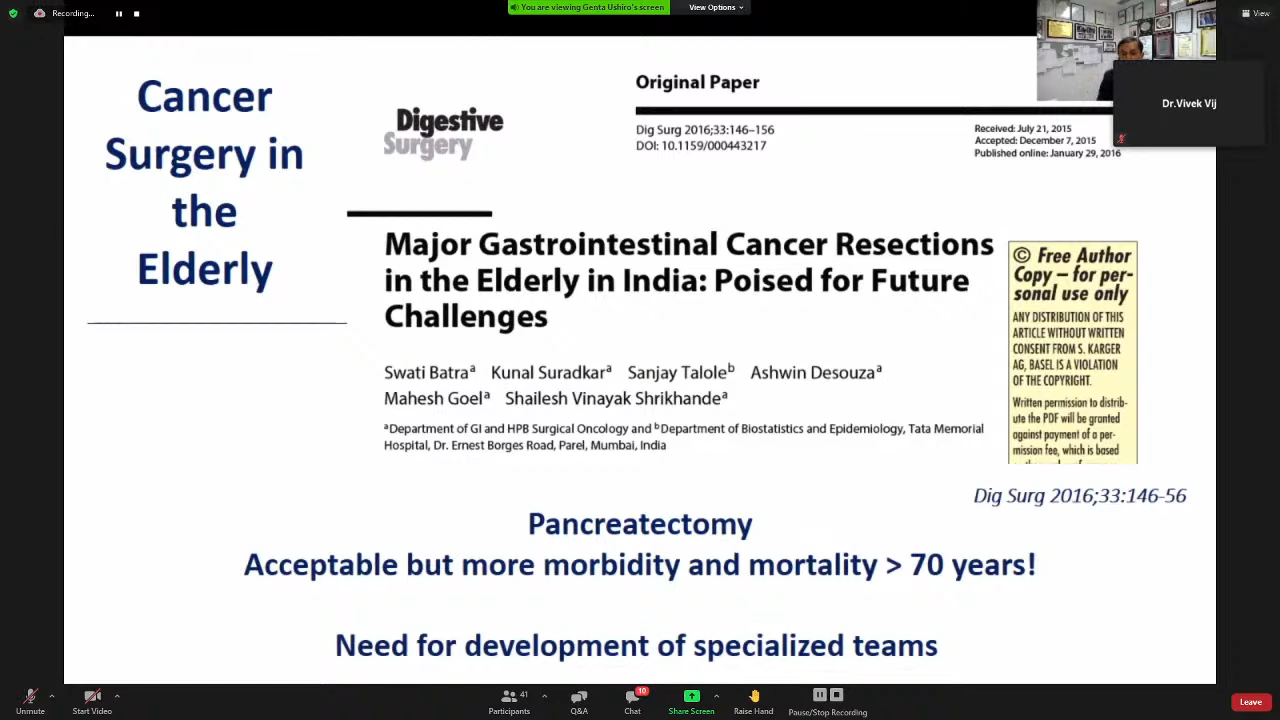 Recording...
You are viewing Genta Ushiro's screen
View Options
View
Dr.Vivek Vij
Cancer
Surgery in
the
Elderly
Digestive
Surgery
Original Paper
Dig Surg 2016;33:146–156
DOI: 10.1159/000443217
Received: July 21, 2015
Accepted: December 7, 2015
Published online: January 29, 2016
Major Gastrointestinal Cancer Resections
in the Elderly in India: Poised for Future
Challenges
Swati Batraᵃ Kunal Suradkarᵃ Sanjay Taloleᵇ Ashwin Desouzaᵃ
Mahesh Goelᵃ Shailesh Vinayak Shrikhandeᵃ
ᵃDepartment of GI and HPB Surgical Oncology and ᵇDepartment of Biostatistics and Epidemiology, Tata Memorial
Hospital, Dr. Ernest Borges Road, Parel, Mumbai, India
© Free Author
Copy – for per-
sonal use only
ANY DISTRIBUTION OF THIS
ARTICLE WITHOUT WRITTEN
CONSENT FROM S. KARGER
AG, BASEL IS A VIOLATION
OF THE COPYRIGHT.
Written permission to distrib-
ute the PDF will be granted
against payment of a per-
mission fee, which is based
Dig Surg 2016;33:146-56
Pancreatectomy
Acceptable but more morbidity and mortality > 70 years!
Need for development of specialized teams
Unmute
Start Video
Participants
41
Q&A
Chat
10
Share Screen
Raise Hand
Pause/Stop Recording
Leave